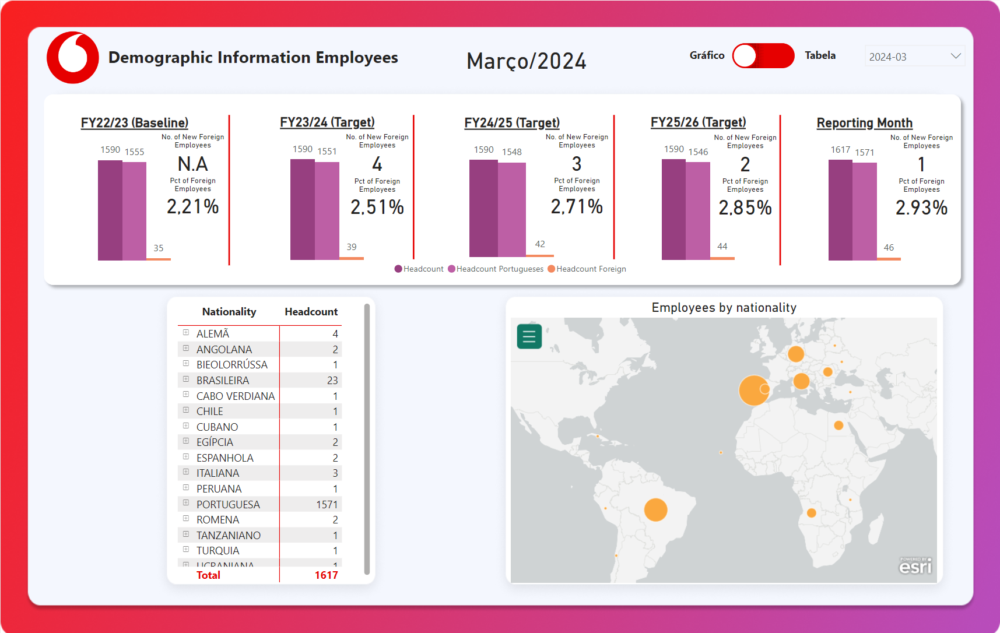 Demographic Information Employees
Março/2024
Gráfico
Tabela
2024-03
FY22/23 (Baseline)
1590
1555
35
No. of New Foreign
Employees
N.A
Pct of Foreign
Employees
2,21%
FY23/24 (Target)
1590
1551
39
No. of New Foreign
Employees
4
Pct of Foreign
Employees
2,51%
FY24/25 (Target)
1590
1548
42
No. of New Foreign
Employees
3
Pct of Foreign
Employees
2,71%
FY25/26 (Target)
1590
1546
44
No. of New Foreign
Employees
2
Pct of Foreign
Employees
2,85%
Reporting Month
1617
1571
46
No. of New Foreign
Employees
1
Pct of Foreign
Employees
2.93%
Headcount Headcount Portugueses Headcount Foreign
Nationality Headcount
ALEMÃ 4
ANGOLANA 2
BIEOLORRÚSSA 1
BRASILEIRA 23
CABO VERDIANA 1
CHILE 1
CUBANO 1
EGÍPCIA 2
ESPANHOLA 2
ITALIANA 3
PERUANA 1
PORTUGUESA 1571
ROMENA 2
TANZANIANO 1
TURQUIA 1
UCRANIANA 1
Total 1617
Employees by nationality
POWERED BY
esri